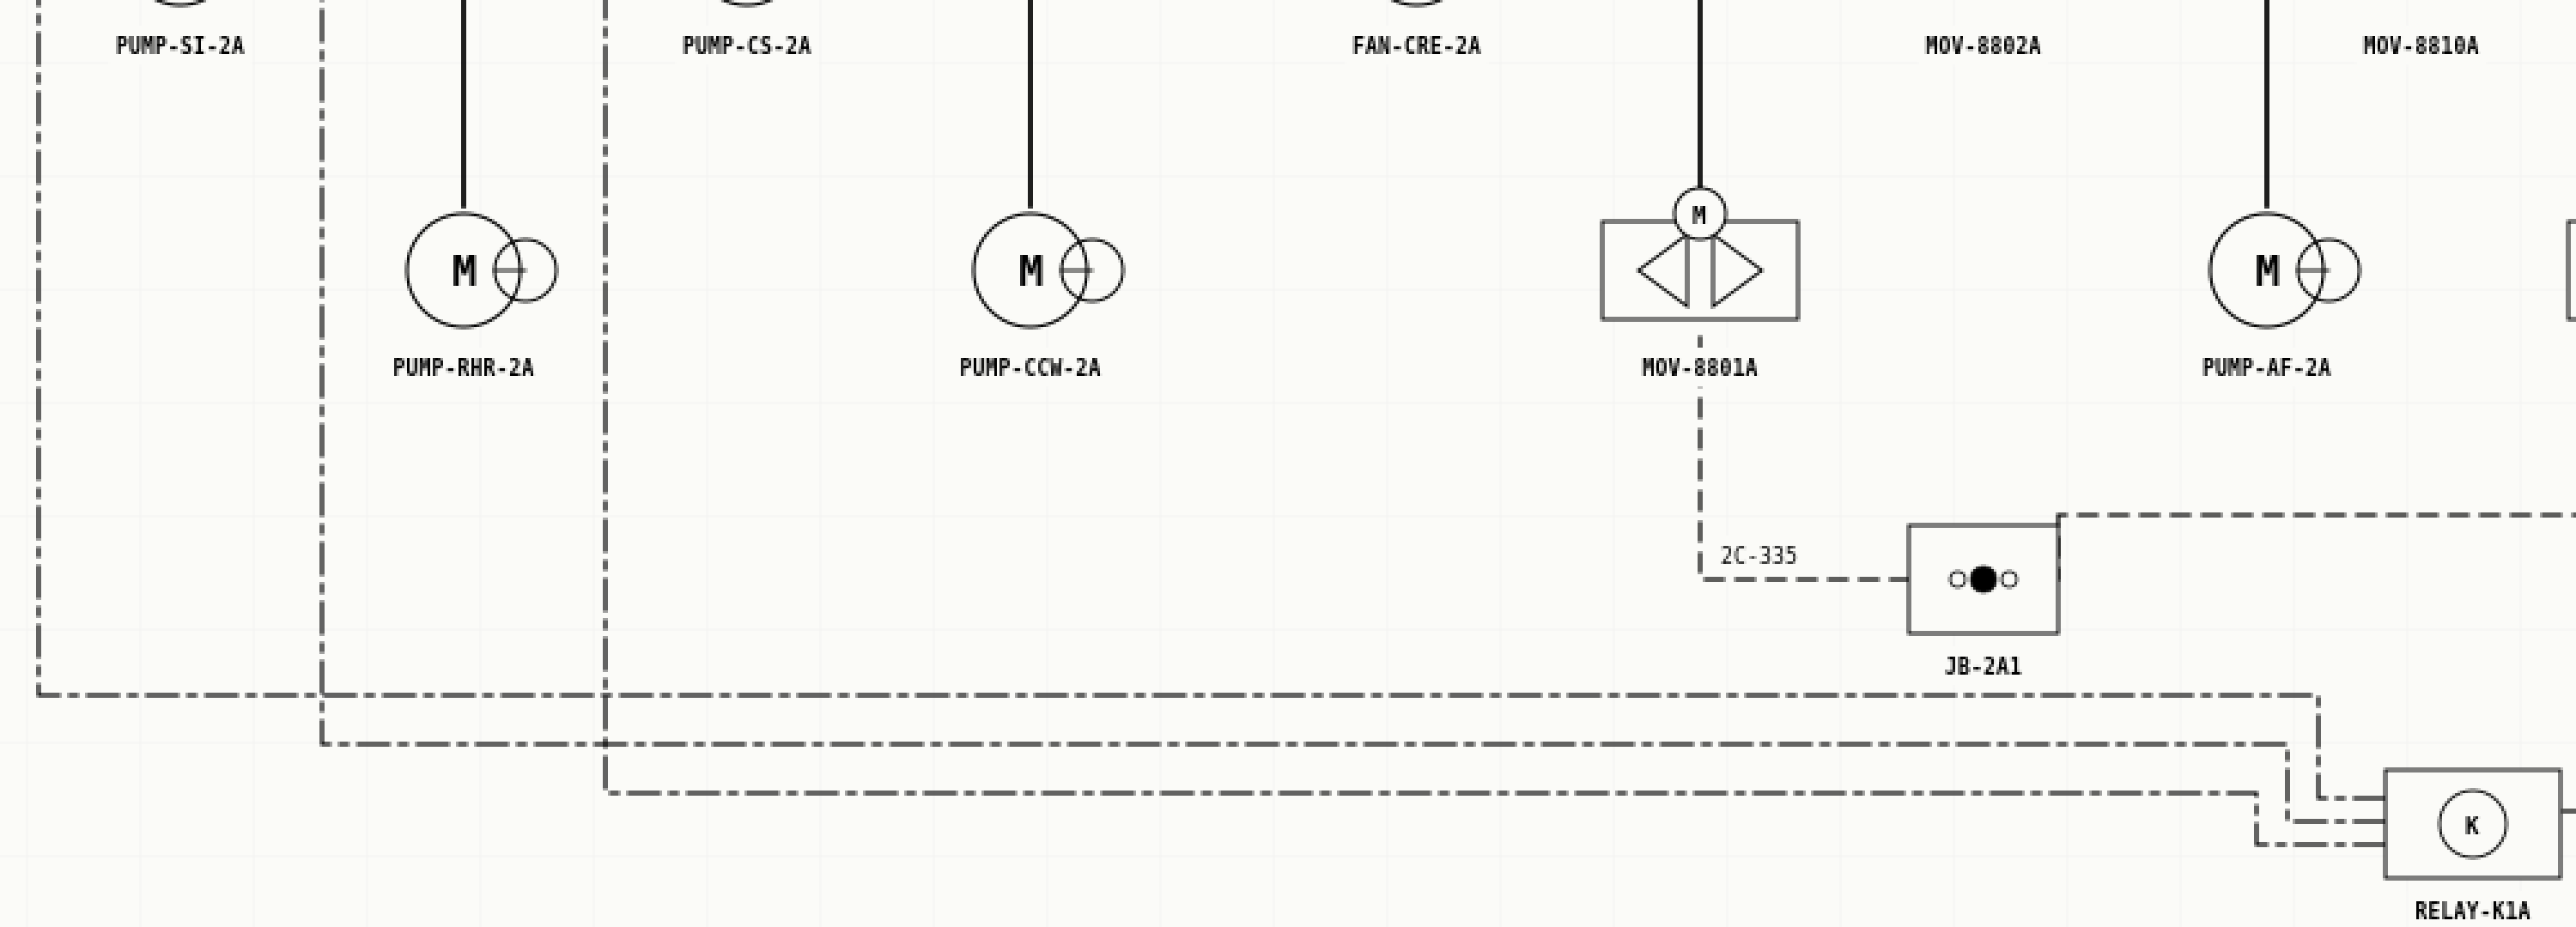 PUMP-SI-2A
PUMP-CS-2A
FAN-CRE-2A
MOV-8802A
MOV-8810A
M
M
M
M
PUMP-RHR-2A
PUMP-CCW-2A
MOV-8801A
PUMP-AF-2A
2C-335
JB-2A1
K
RELAY-K1A